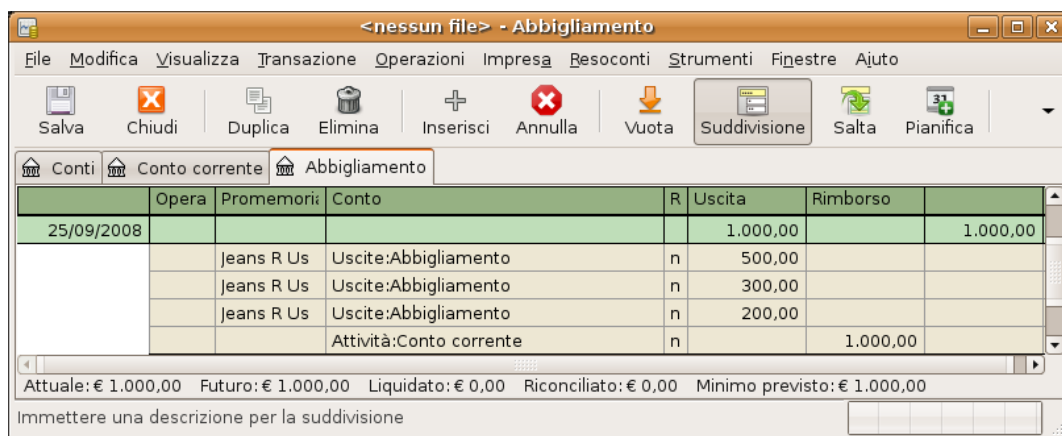 <nessun file> - Abbigliamento
File Modifica Visualizza Transazione Operazioni Impresa Resoconti Strumenti Finestre Aiuto
Salva Chiudi Duplica Elimina Inserisci Annulla Vuota Suddivisione Salta Pianifica
Conti Conto corrente Abbigliamento
Opera Promemoria Conto R Uscita Rimborso
25/09/2008 1.000,00 1.000,00
Jeans R Us Uscite:Abbigliamento n 500,00
Jeans R Us Uscite:Abbigliamento n 300,00
Jeans R Us Uscite:Abbigliamento n 200,00
Attività:Conto corrente n 1.000,00
Attuale: € 1.000,00 Futuro: € 1.000,00 Liquidato: € 0,00 Riconciliato: € 0,00 Minimo previsto: € 1.000,00
Immettere una descrizione per la suddivisione